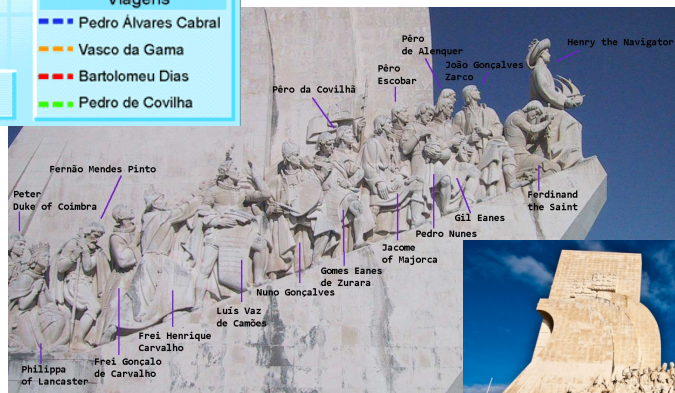 Viagens
Pedro Álvares Cabral
Vasco da Gama
Bartolomeu Dias
Pedro de Covilha
Pêro
de Alenquer
Henry the Navigator
João Gonçalves
Zarco
Pêro
Escobar
Pêro da Covilhã
Fernão Mendes Pinto
Peter
Duke of Coimbra
Ferdinand
the Saint
Gil Eanes
Pedro Nunes
Jacome
of Majorca
Gomes Eanes
de Zurara
Nuno Gonçalves
Luís Vaz
de Camões
Frei Henrique
Carvalho
Frei Gonçalo
de Carvalho
Philippa
of Lancaster